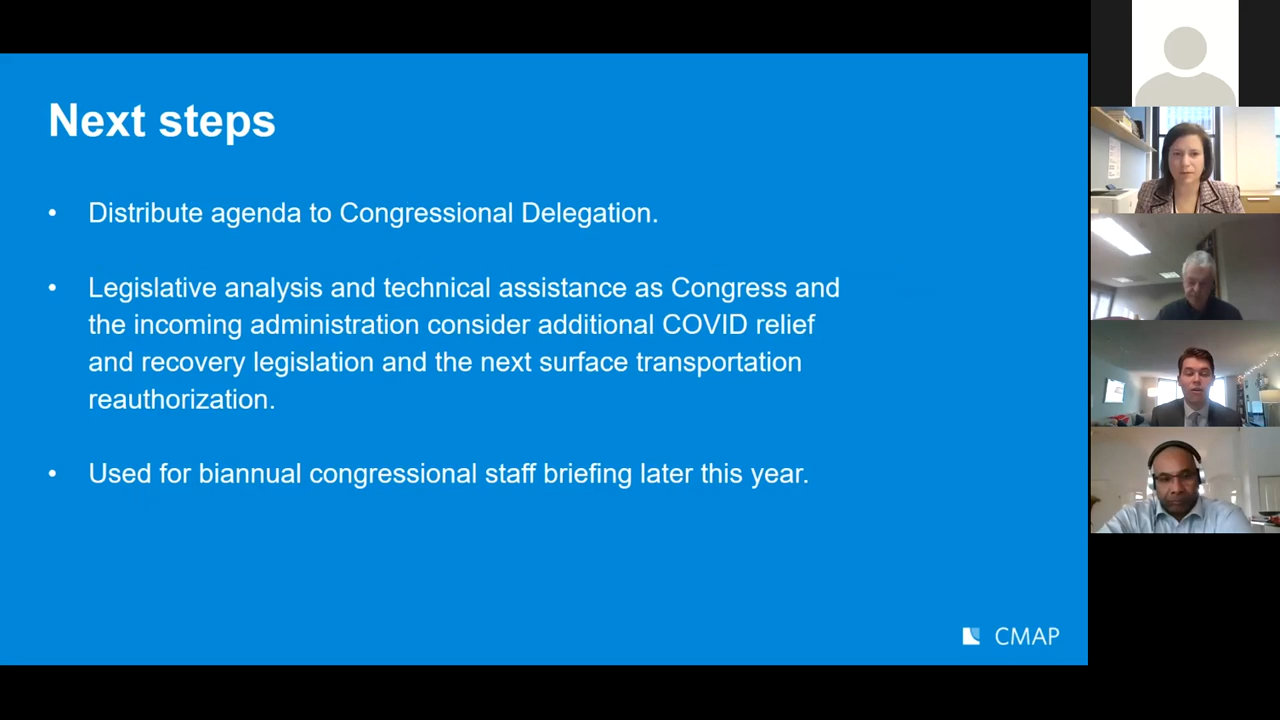 Next steps
• Distribute agenda to Congressional Delegation.
• Legislative analysis and technical assistance as Congress and
the incoming administration consider additional COVID relief
and recovery legislation and the next surface transportation
reauthorization.
• Used for biannual congressional staff briefing later this year.
CMAP